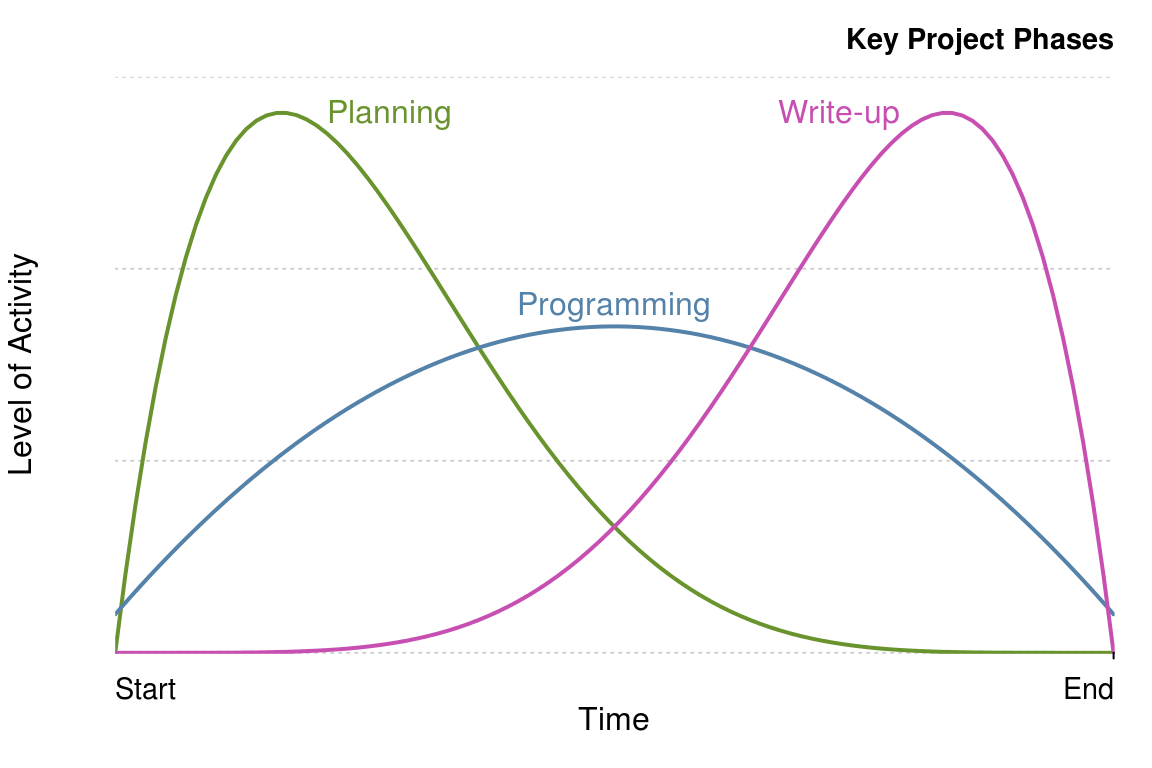 Key Project Phases
Planning
Write-up
Programming
Level of Activity
Start
End
Time